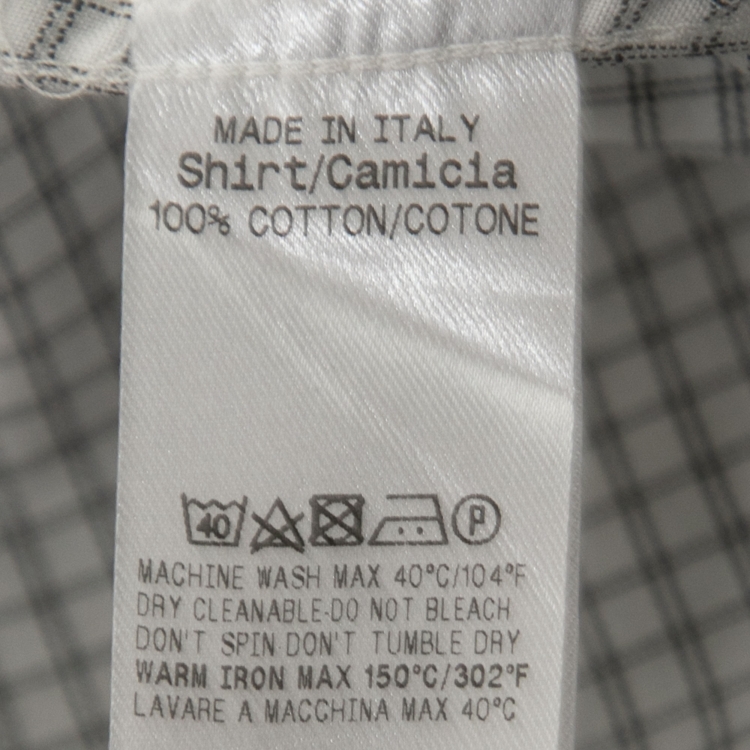 MADE IN ITALY
Shirt/Camicia
100% COTTON/COTONE
40 P
MACHINE WASH MAX 40°C/104°F
DRY CLEANABLE-DO NOT BLEACH
DON'T SPIN DON'T TUMBLE DRY
WARM IRON MAX 150°C/302°F
LAVARE A MACCHINA MAX 40°C